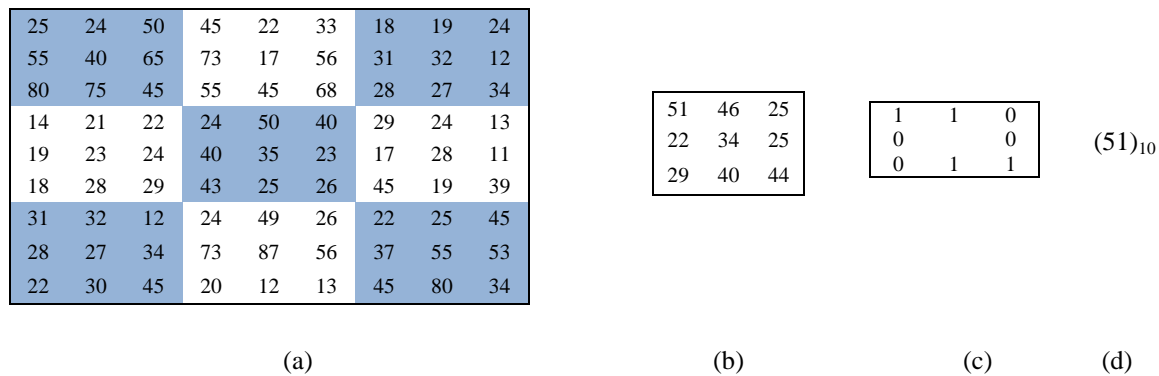 25 24 50 45 22 33 18 19 24
55 40 65 73 17 56 31 32 12
80 75 45 55 45 68 28 27 34
14 21 22 24 50 40 29 24 13
19 23 24 40 35 23 17 28 11
18 28 29 43 25 26 45 19 39
31 32 12 24 49 26 22 25 45
28 27 34 73 87 56 37 55 53
22 30 45 20 12 13 45 80 34
51 46 25
22 34 25
29 40 44
1 1 0
0 0
0 1 1
(51)10
(a) (b) (c) (d)